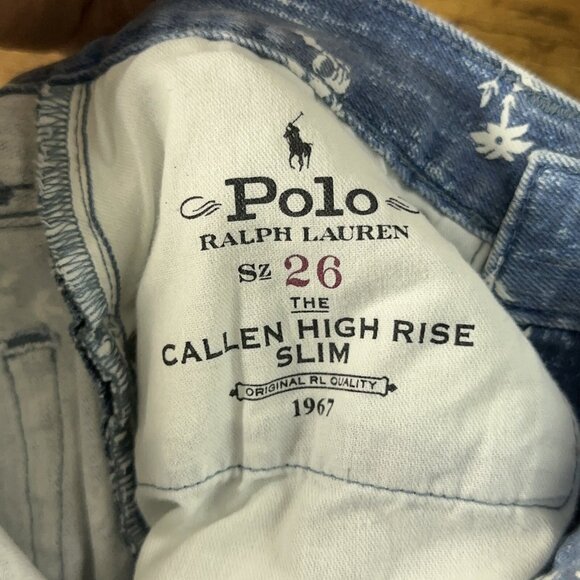 Polo
RALPH LAUREN
Sz 26
THE
CALLEN HIGH RISE
SLIM
ORIGINAL RL QUALITY
1967